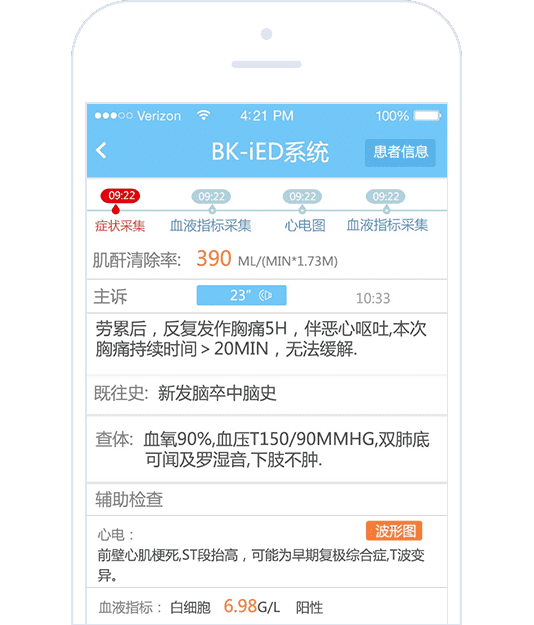 Verizon 4:21 PM 100%
BK-iED系统 患者信息
09:22 09:22 09:22 09:22
症状采集 血液指标采集 心电图 血液指标采集
肌酐清除率: 390 ML/(MIN*1.73M)
主诉 23" 10:33
劳累后，反复发作胸痛5H，伴恶心呕吐,本次
胸痛持续时间＞20MIN，无法缓解.
既往史: 新发脑卒中脑史
查体: 血氧90%,血压T150/90MMHG,双肺底
可闻及罗湿音,下肢不肿.
辅助检查
心电： 波形图
前壁心肌梗死,ST段抬高，可能为早期复极综合症,T波变
异。
血液指标： 白细胞 6.98G/L 阳性